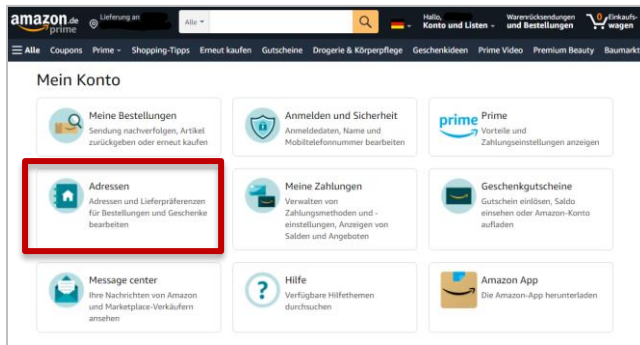 amazon.de
prime
Lieferung an
Alle
Hallo,
Konto und Listen
Warenrücksendungen
und Bestellungen
0
Einkaufs-
wagen
Alle Coupons Prime Shopping-Tipps Erneut kaufen Gutscheine Drogerie & Körperpflege Geschenkideen Prime Video Premium Beauty Baumarkt
Mein Konto
Meine Bestellungen
Sendung nachverfolgen, Artikel
zurückgeben oder erneut kaufen
Anmelden und Sicherheit
Anmeldedaten, Name und
Mobiltelefonnummer bearbeiten
prime
Prime
Vorteile und
Zahlungseinstellungen anzeigen
Adressen
Adressen und Lieferpräferenzen
für Bestellungen und Geschenke
bearbeiten
Meine Zahlungen
Verwalten von
Zahlungsmethoden und -
einstellungen, Anzeigen von
Salden und Angeboten
Geschenkgutscheine
Gutschein einlösen, Saldo
einsehen oder Amazon-Konto
aufladen
Message center
Ihre Nachrichten von Amazon
und Marketplace-Verkäufern
ansehen
?
Hilfe
Verfügbare Hilfethemen
durchsuchen
Amazon App
Die Amazon-App herunterladen